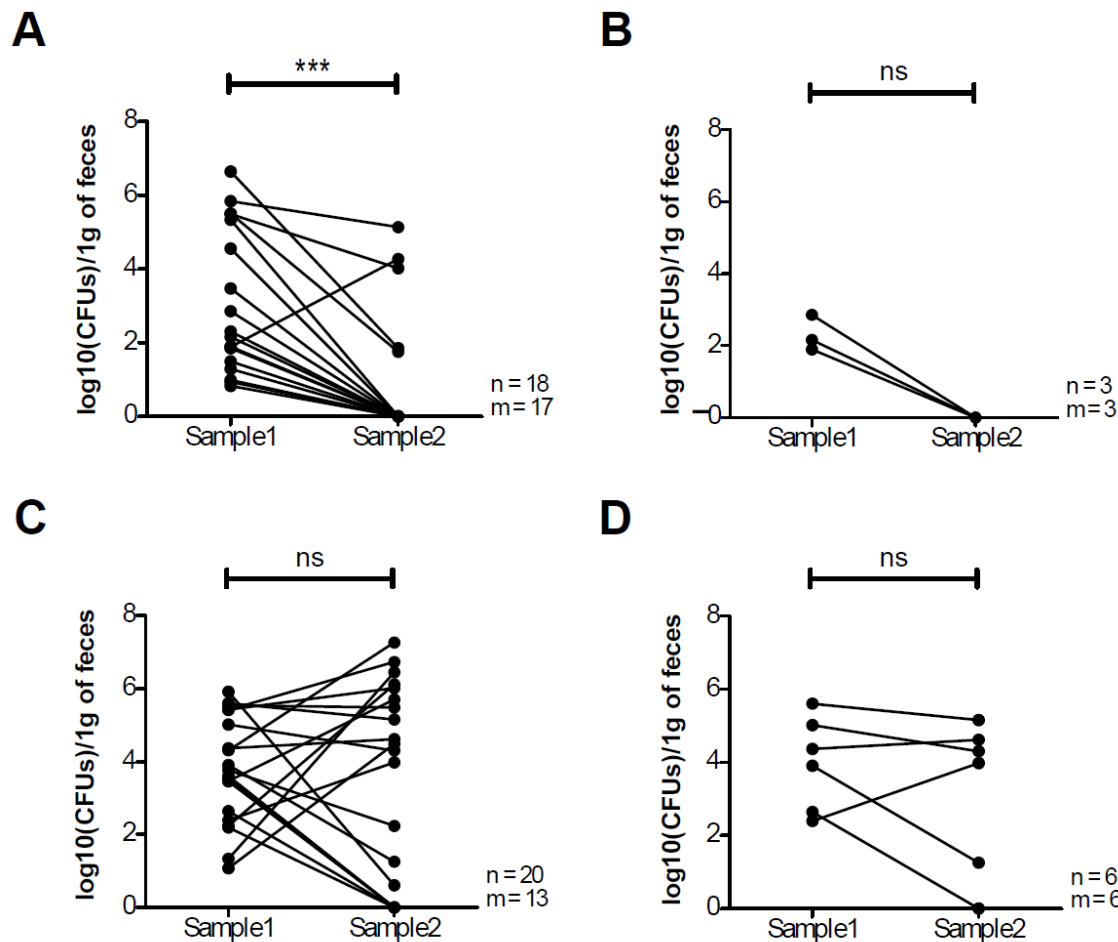 A
***
log10(CFUs)/1g of feces
8
6
4
2
0
Sample1
Sample2
n = 18
m= 17
B
ns
log10(CFUs)/1g of feces
8
6
4
2
0
Sample1
Sample2
n = 3
m= 3
C
ns
log10(CFUs)/1g of feces
8
6
4
2
0
Sample1
Sample2
n = 20
m= 13
D
ns
log10(CFUs)/1g of feces
8
6
4
2
0
Sample1
Sample2
n = 6
m= 6